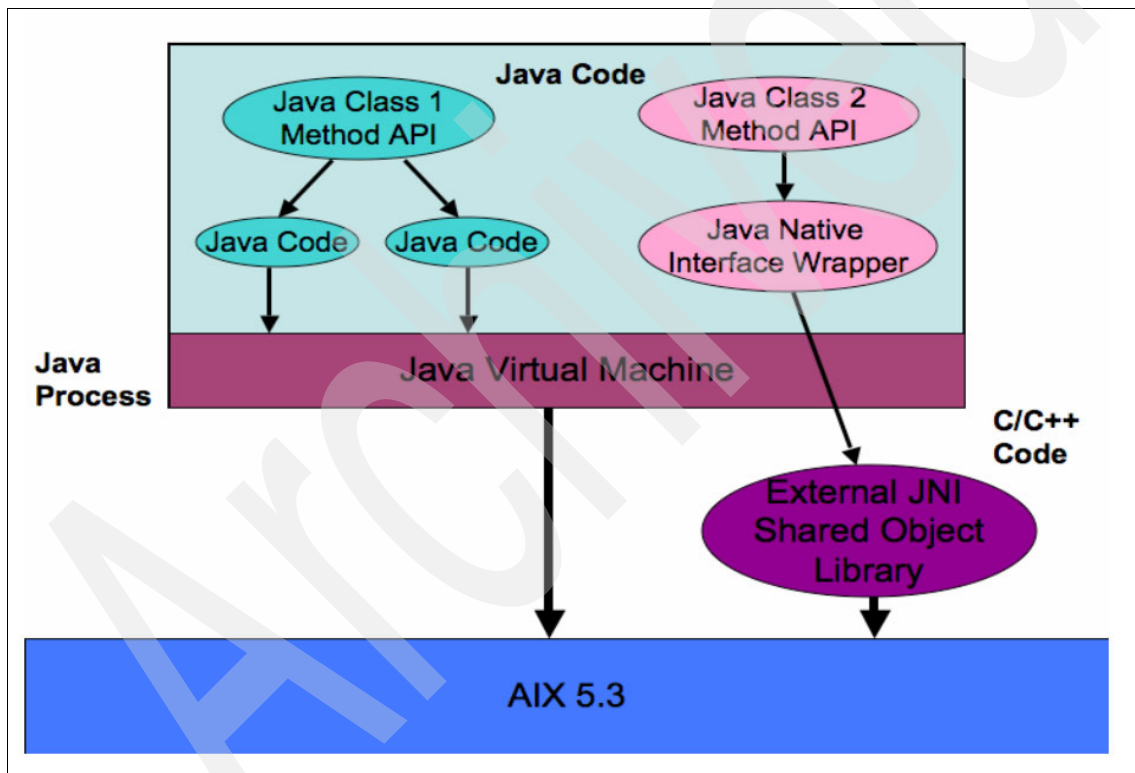 Java Code
Java Class 1
Method API
Java Class 2
Method API
Java Code
Java Code
Java Native
Interface Wrapper
Java
Process
Java Virtual Machine
C/C++
Code
External JNI
Shared Object
Library
AIX 5.3
Archived